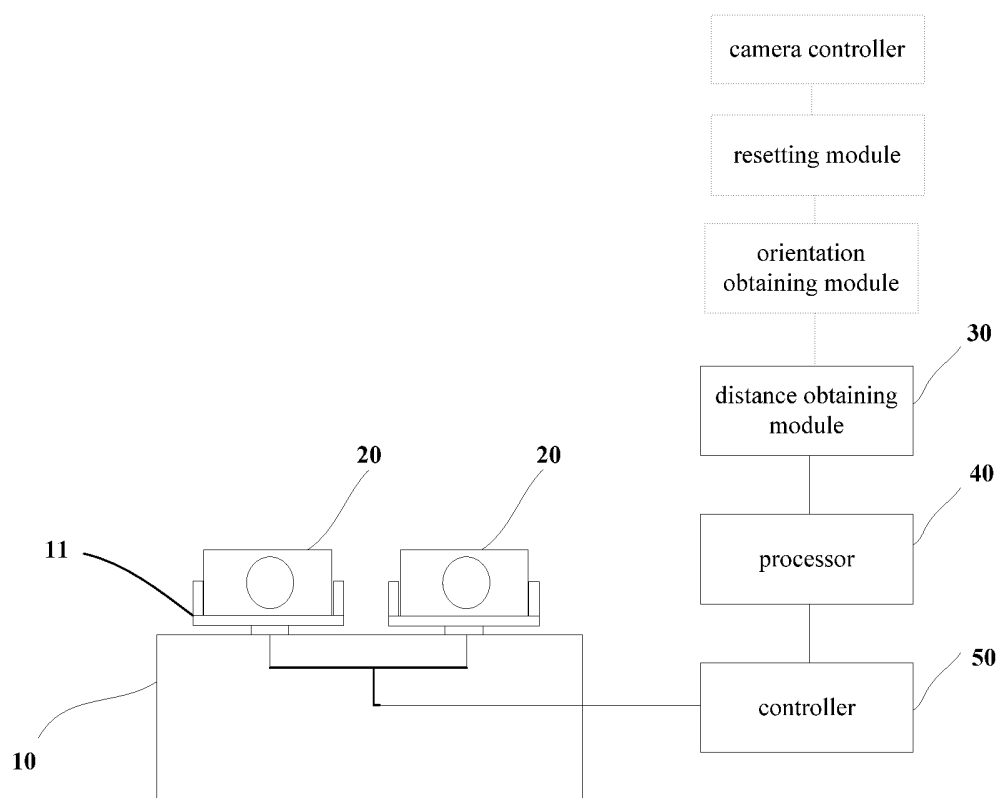 camera controller
resetting module
orientation
obtaining module
30
distance obtaining
module
20
20
40
11
processor
50
controller
10